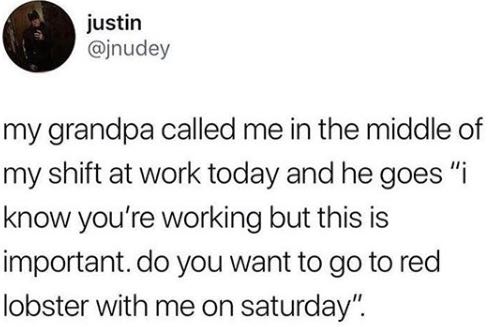 justin
@jnudey
my grandpa called me in the middle of
my shift at work today and he goes "i
know you're working but this is
important. do you want to go to red
lobster with me on saturday".